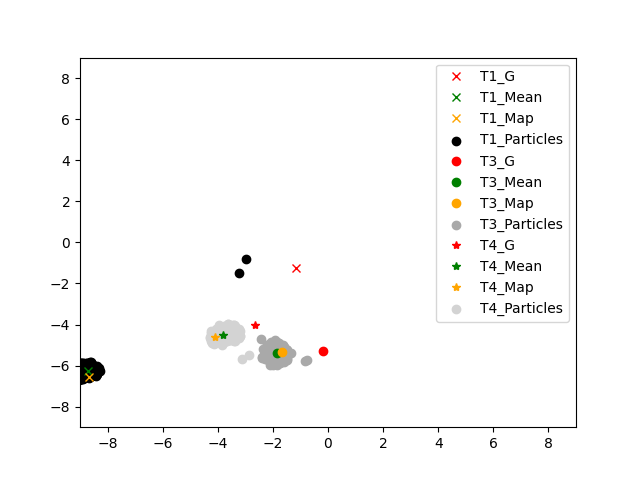 8
6
4
2
0
−2
−4
−6
−8
−8 −6 −4 −2 0 2 4 6 8
T1_G
T1_Mean
T1_Map
T1_Particles
T3_G
T3_Mean
T3_Map
T3_Particles
T4_G
T4_Mean
T4_Map
T4_Particles